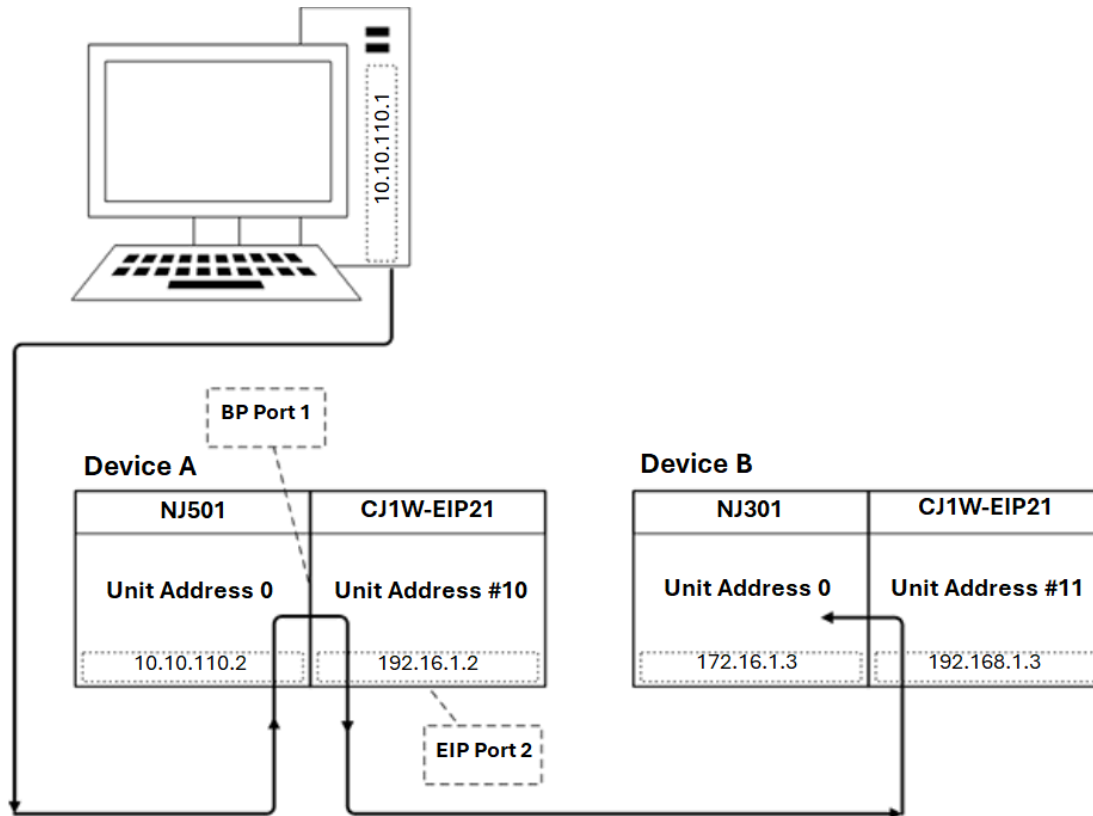 10.10.110.1
BP Port 1
Device A
NJ501
CJ1W-EIP21
Unit Address 0
Unit Address #10
10.10.110.2
192.16.1.2
EIP Port 2
Device B
NJ301
CJ1W-EIP21
Unit Address 0
Unit Address #11
172.16.1.3
192.168.1.3